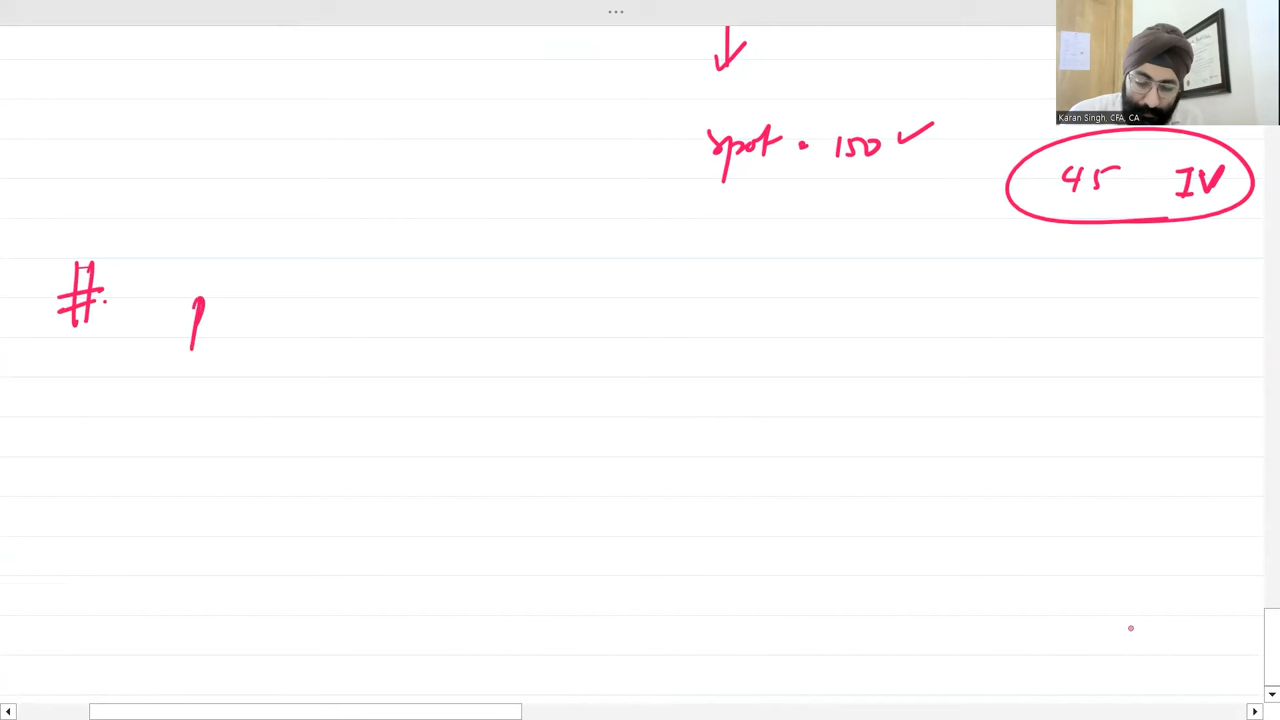 Karan Singh, CFA, CA
spot = 150 ✓
45 IV
#.